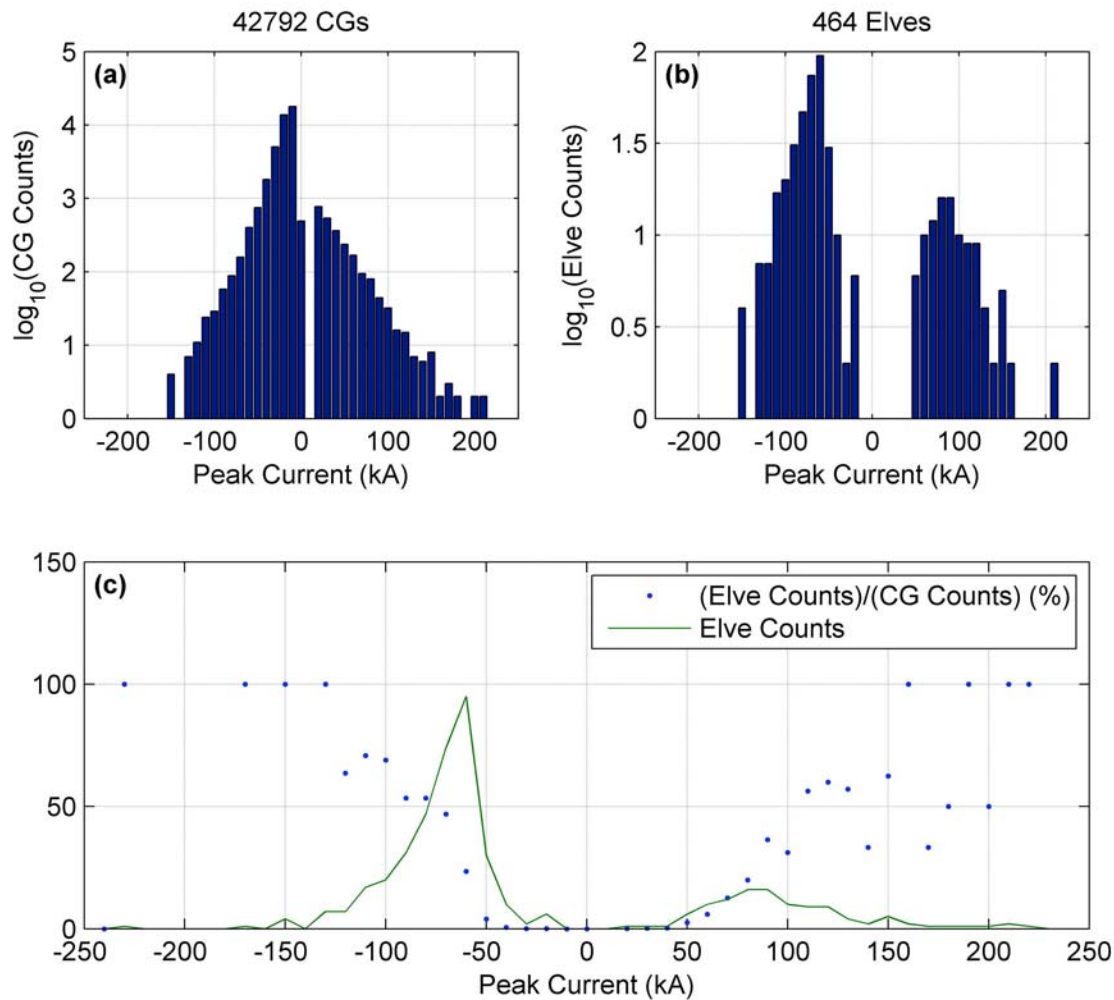 42792 CGs
(a)
log10(CG Counts)
5
4
3
2
1
0
-200 -100 0 100 200
Peak Current (kA)
464 Elves
(b)
log10(Elve Counts)
2
1.5
1
0.5
0
-200 -100 0 100 200
Peak Current (kA)
(c)
150
100
50
0
(Elve Counts)/(CG Counts) (%)
Elve Counts
-250 -200 -150 -100 -50 0 50 100 150 200 250
Peak Current (kA)